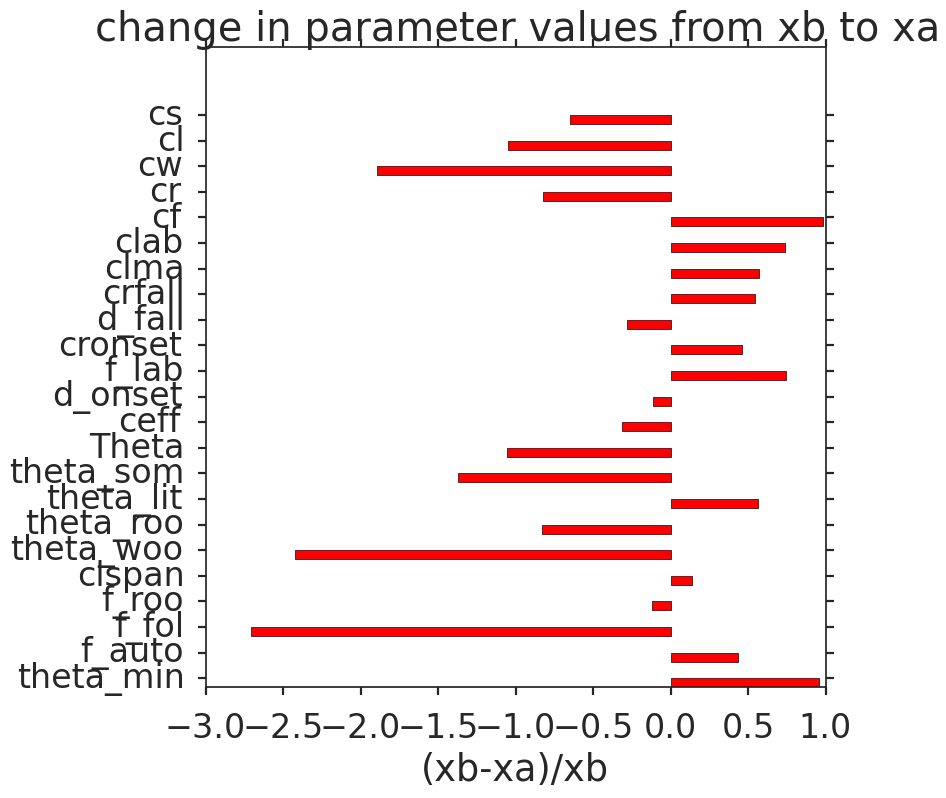 change in parameter values from xb to xa
cs
cl
cw
cr
cf
clab
clma
crfall
d_fall
cronset
f_lab
d_onset
ceff
Theta
theta_som
theta_lit
theta_roo
theta_woo
clspan
f_roo
f_fol
f_auto
theta_min
−3.0 −2.5 −2.0 −1.5 −1.0 −0.5 0.0 0.5 1.0
(xb-xa)/xb